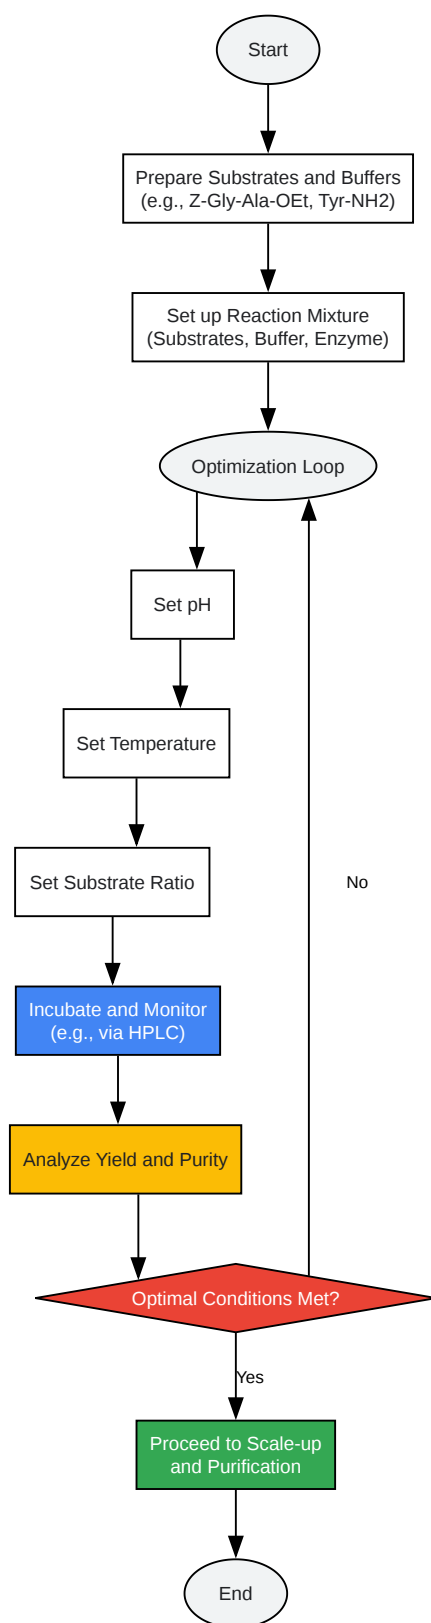 Start
Prepare Substrates and Buffers
(e.g., Z-Gly-Ala-OEt, Tyr-NH2)
Set up Reaction Mixture
(Substrates, Buffer, Enzyme)
Optimization Loop
Set pH
Set Temperature
Set Substrate Ratio
No
Incubate and Monitor
(e.g., via HPLC)
Analyze Yield and Purity
Optimal Conditions Met?
Yes
Proceed to Scale-up
and Purification
End